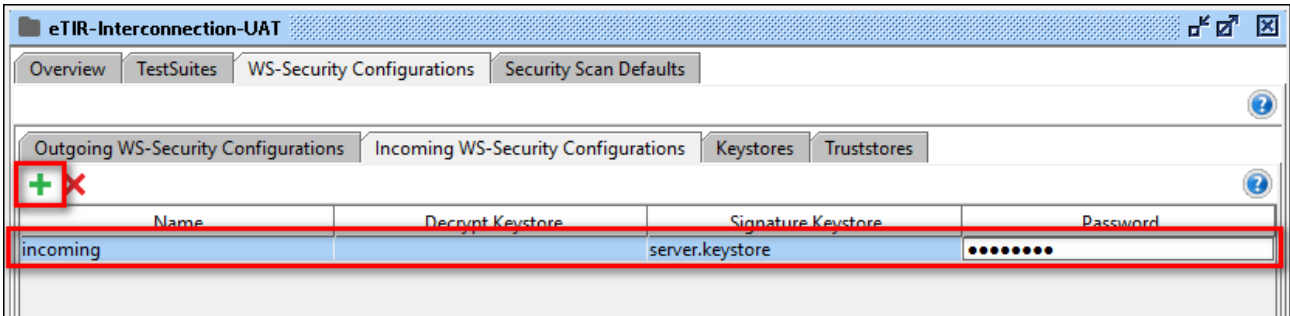 eTIR-Interconnection-UAT
Overview TestSuites WS-Security Configurations Security Scan Defaults
Outgoing WS-Security Configurations Incoming WS-Security Configurations Keystores Truststores
Name Decrypt Keystore Signature Keystore Password
incoming server.keystore ••••••••